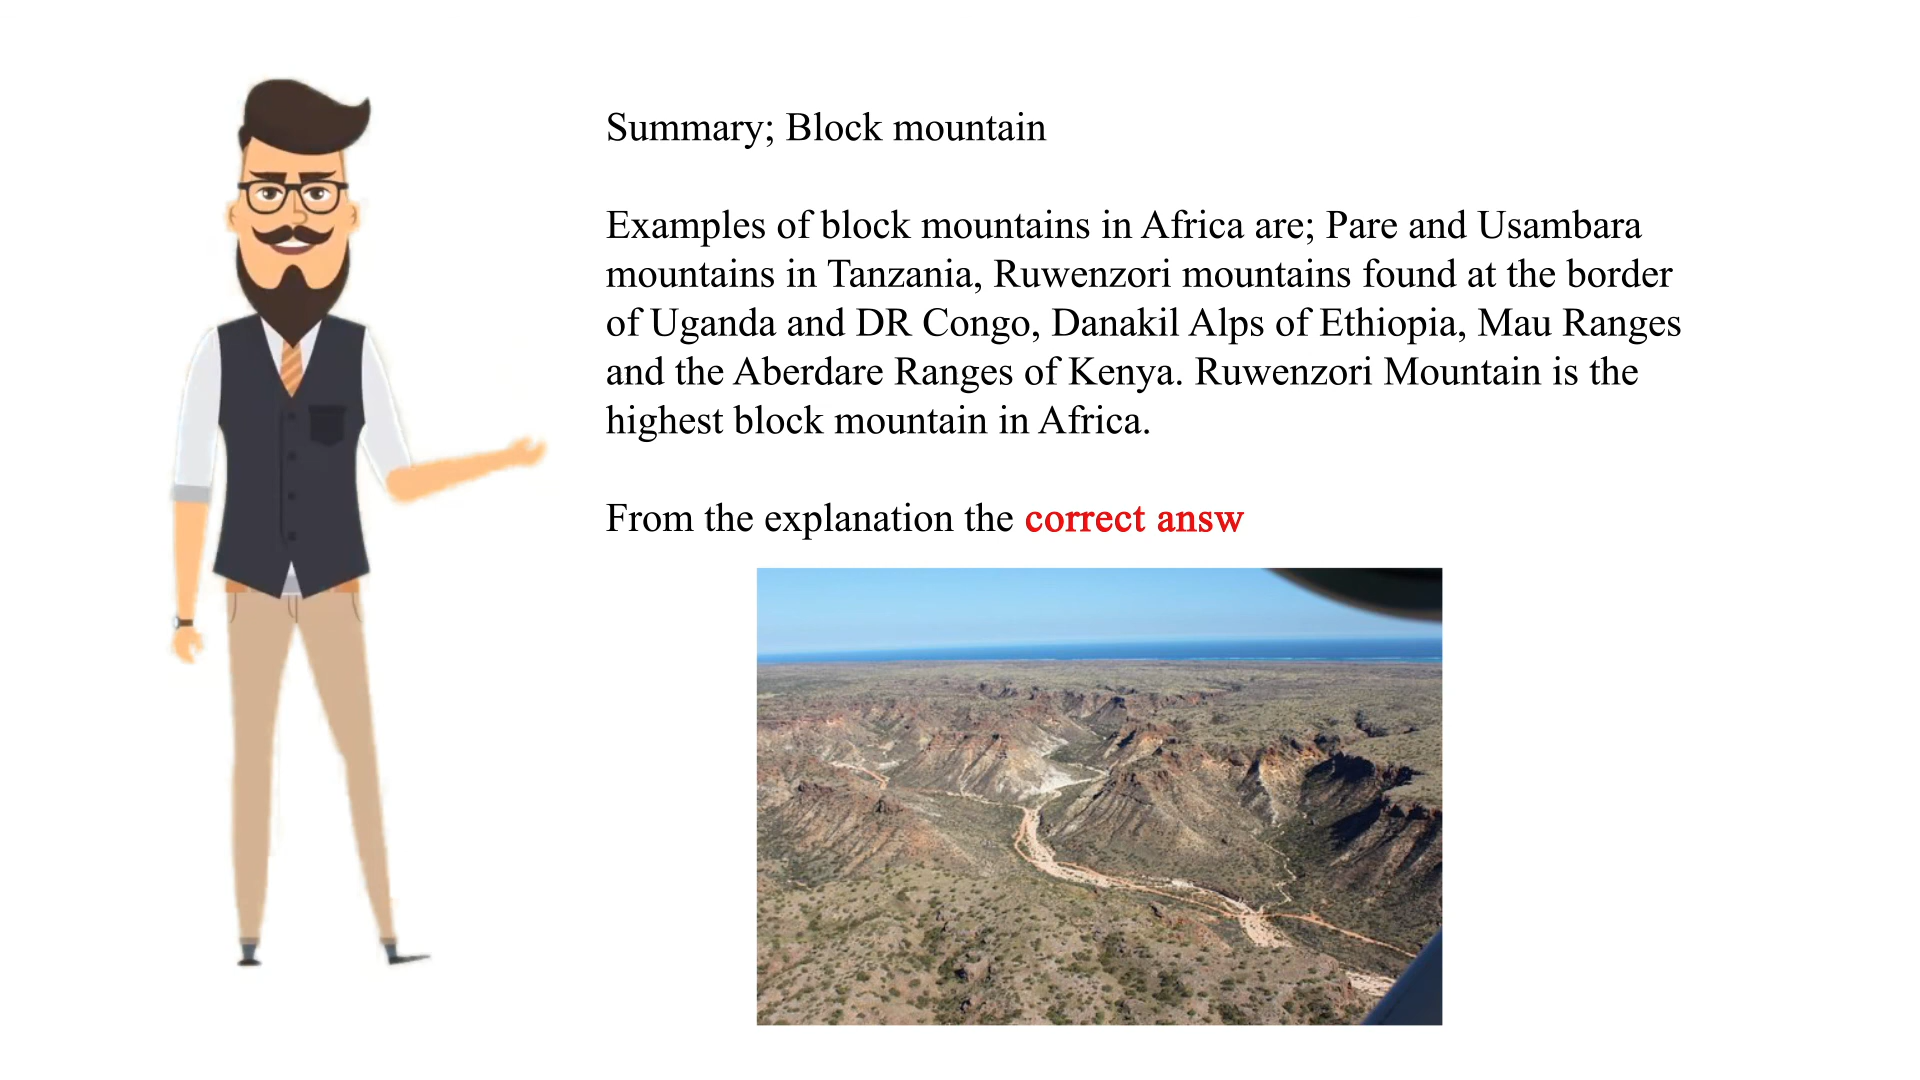 Summary; Block mountain
Examples of block mountains in Africa are; Pare and Usambara
mountains in Tanzania, Ruwenzori mountains found at the border
of Uganda and DR Congo, Danakil Alps of Ethiopia, Mau Ranges
and the Aberdare Ranges of Kenya. Ruwenzori Mountain is the
highest block mountain in Africa.
From the explanation the correct answ